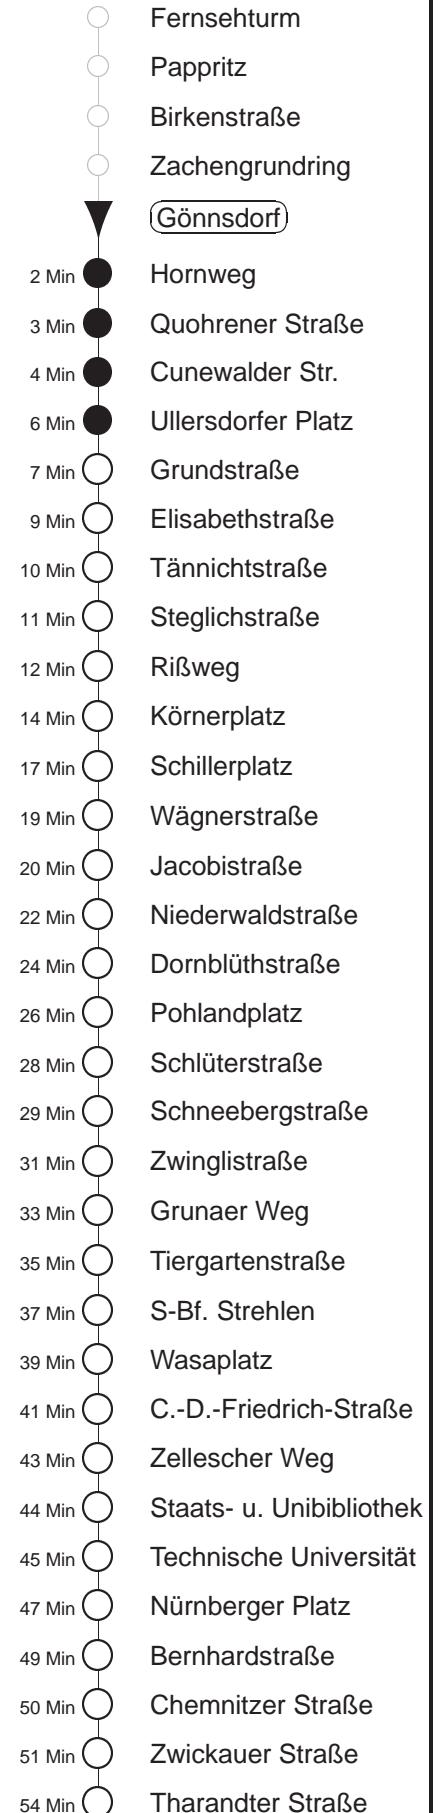 Fernsehturm
Pappritz
Birkenstraße
Zachengrundring
Gönnsdorf
2 Min Hornweg
3 Min Quohrener Straße
4 Min Cunewalder Str.
6 Min Ullersdorfer Platz
7 Min Grundstraße
9 Min Elisabethstraße
10 Min Tännichtstraße
11 Min Steglichstraße
12 Min Rißweg
14 Min Körnerplatz
17 Min Schillerplatz
19 Min Wägnerstraße
20 Min Jacobistraße
22 Min Niederwaldstraße
24 Min Dornblüthstraße
26 Min Pohlandplatz
28 Min Schlüterstraße
29 Min Schneebergstraße
31 Min Zwinglistraße
33 Min Grunaer Weg
35 Min Tiergartenstraße
37 Min S-Bf. Strehlen
39 Min Wasaplatz
41 Min C.-D.-Friedrich-Straße
43 Min Zellescher Weg
44 Min Staats- u. Unibibliothek
45 Min Technische Universität
47 Min Nürnberger Platz
49 Min Bernhardstraße
50 Min Chemnitzer Straße
51 Min Zwickauer Straße
54 Min Tharandter Straße